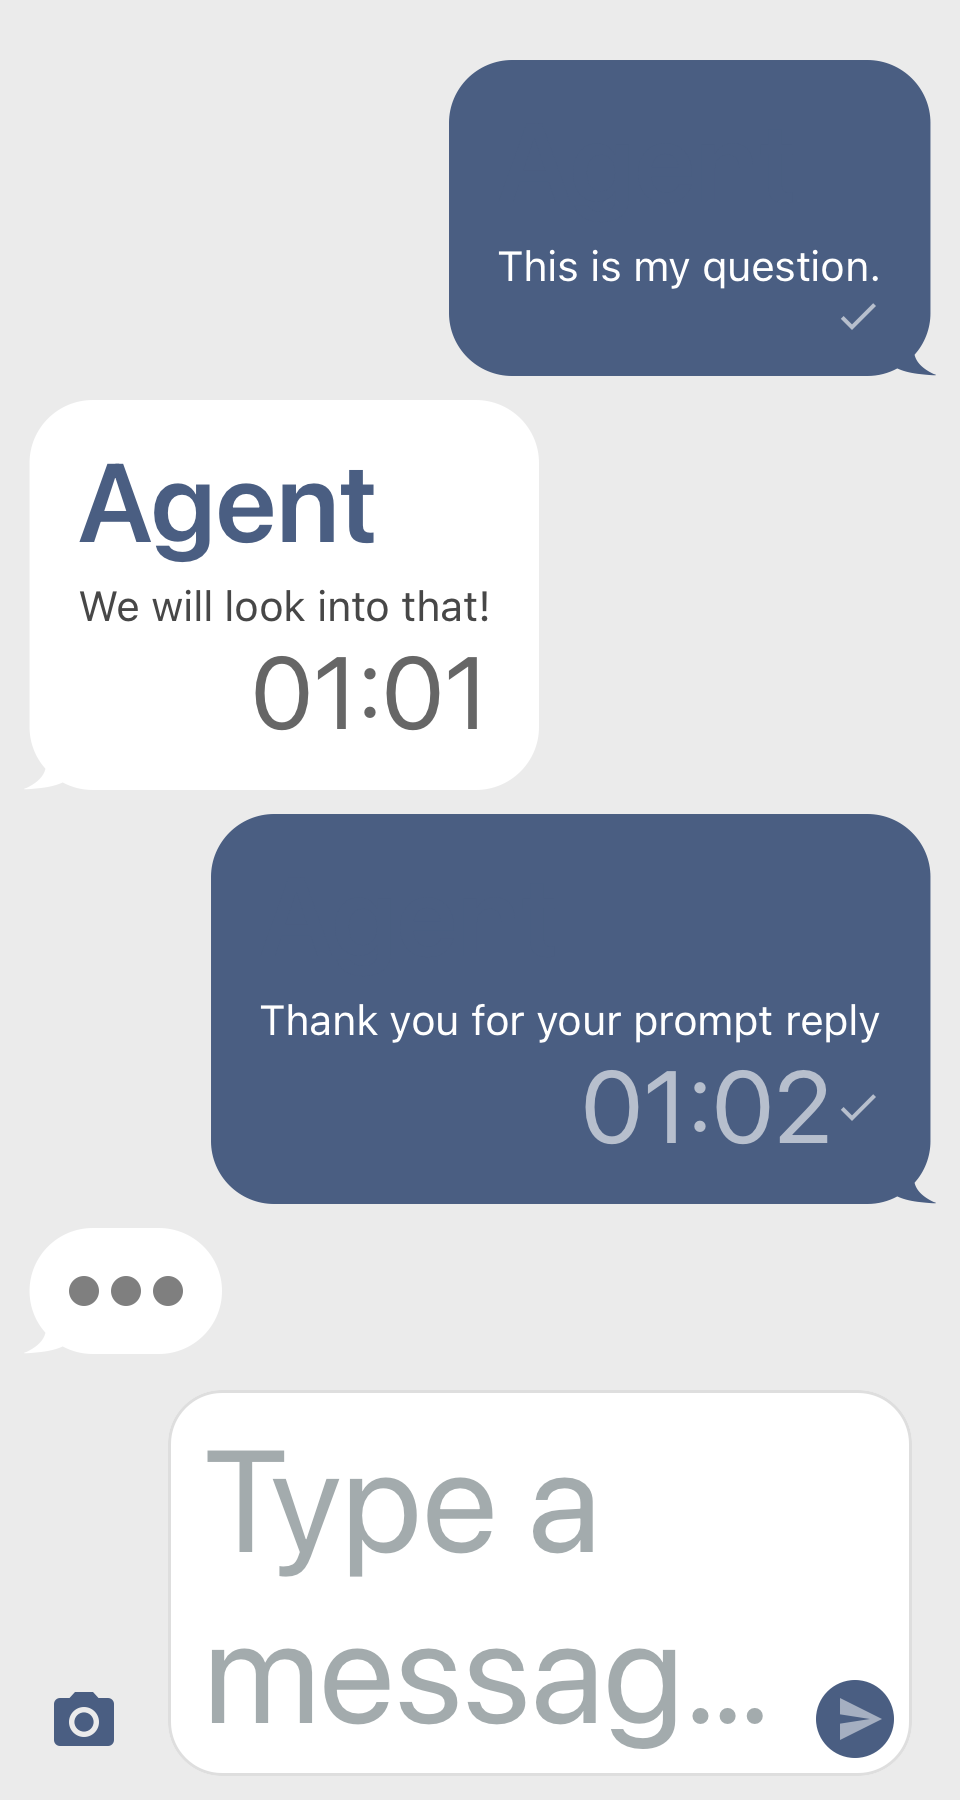 This is my question.
Agent
We will look into that!
01:01
Thank you for your prompt reply
01:02
Type a
messag...